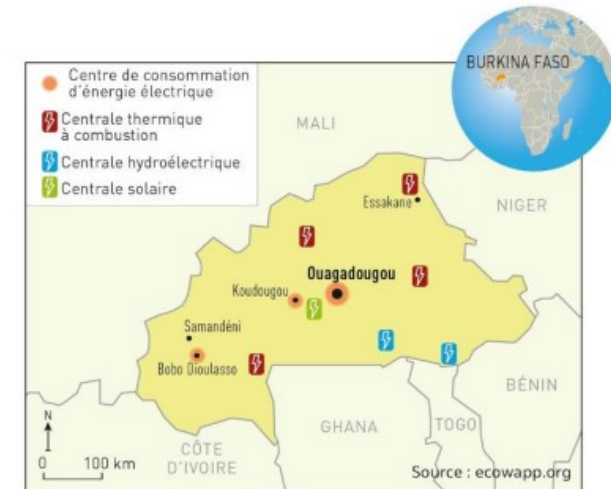 BURKINA FASO
Centre de consommation
d'énergie électrique
Centrale thermique
à combustion
Centrale hydroélectrique
Centrale solaire
MALI
NIGER
Essakane
Ouagadougou
Koudougou
Samandéni
Bobo Dioulasso
BÉNIN
GHANA
TOGO
CÔTE
D'IVOIRE
N
0 100 km
Source : ecowapp.org